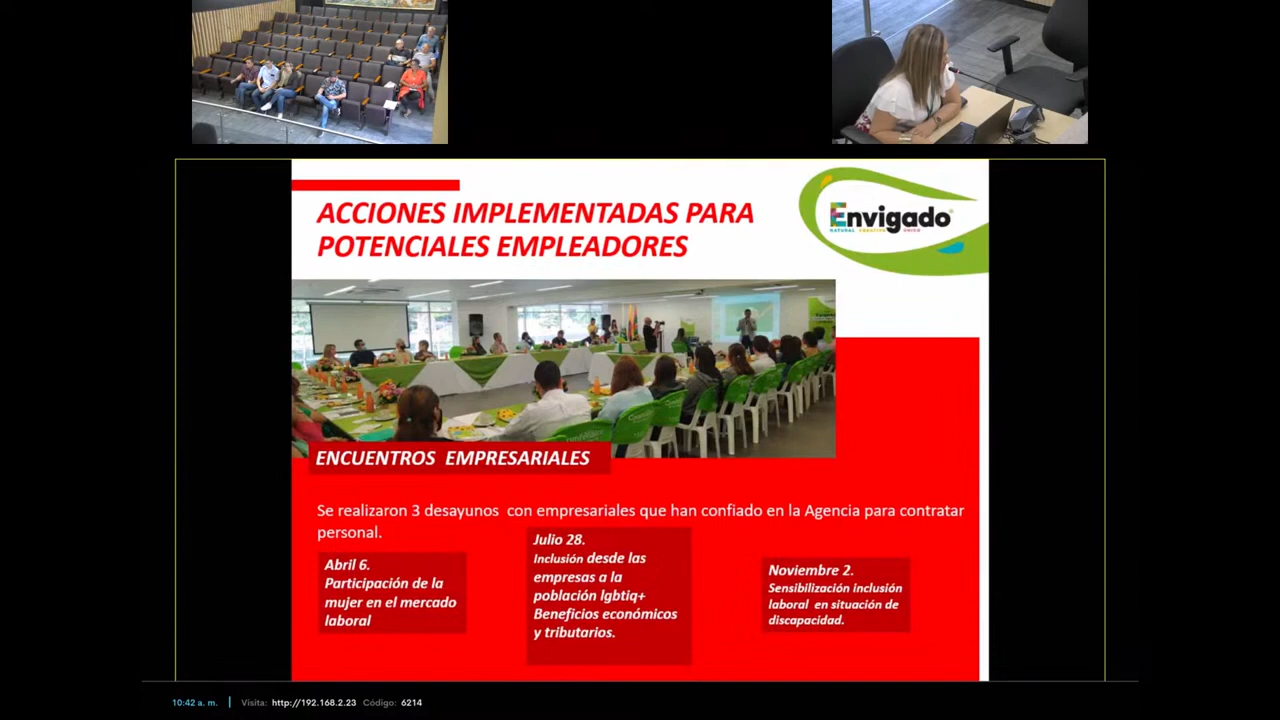 ACCIONES IMPLEMENTADAS PARA
POTENCIALES EMPLEADORES
Envigado
NATURAL CREATIVO ÚNICO
ENCUENTROS EMPRESARIALES
Se realizaron 3 desayunos con empresariales que han confiado en la Agencia para contratar
personal.
Abril 6.
Participación de la
mujer en el mercado
laboral
Julio 28.
Inclusión desde las
empresas a la
población lgbtiq+
Beneficios económicos
y tributarios.
Noviembre 2.
Sensibilización inclusión
laboral en situación de
discapacidad.
10:42 a. m. | Visita: http://192.168.2.23 Código: 6214